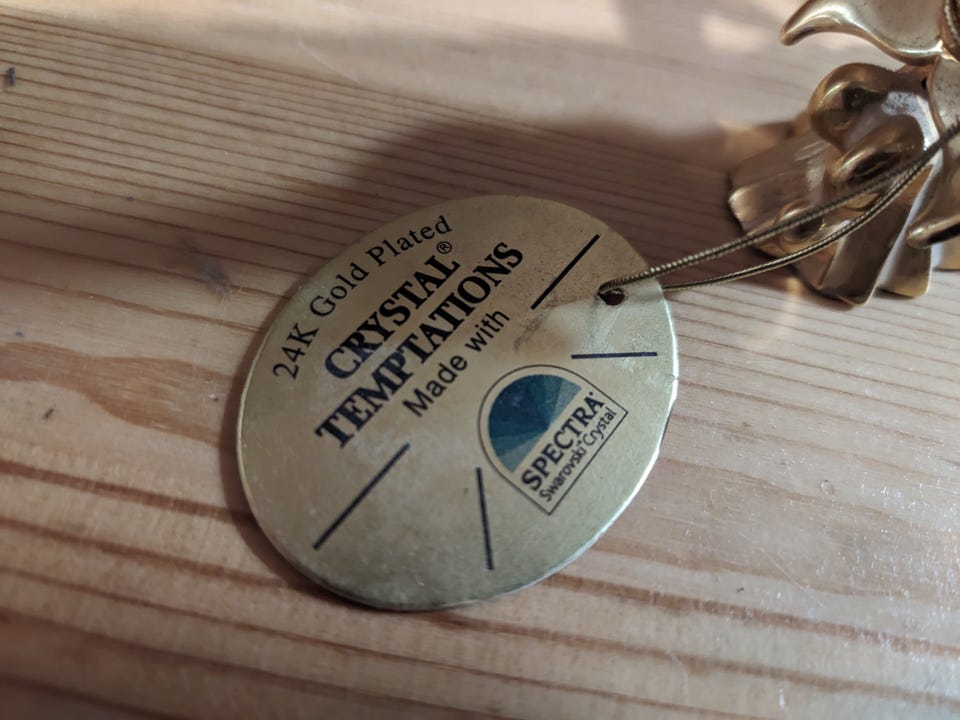 24K Gold Plated
CRYSTAL®
TEMPTATIONS
Made with
SPECTRA*
Swarovski* Crystal